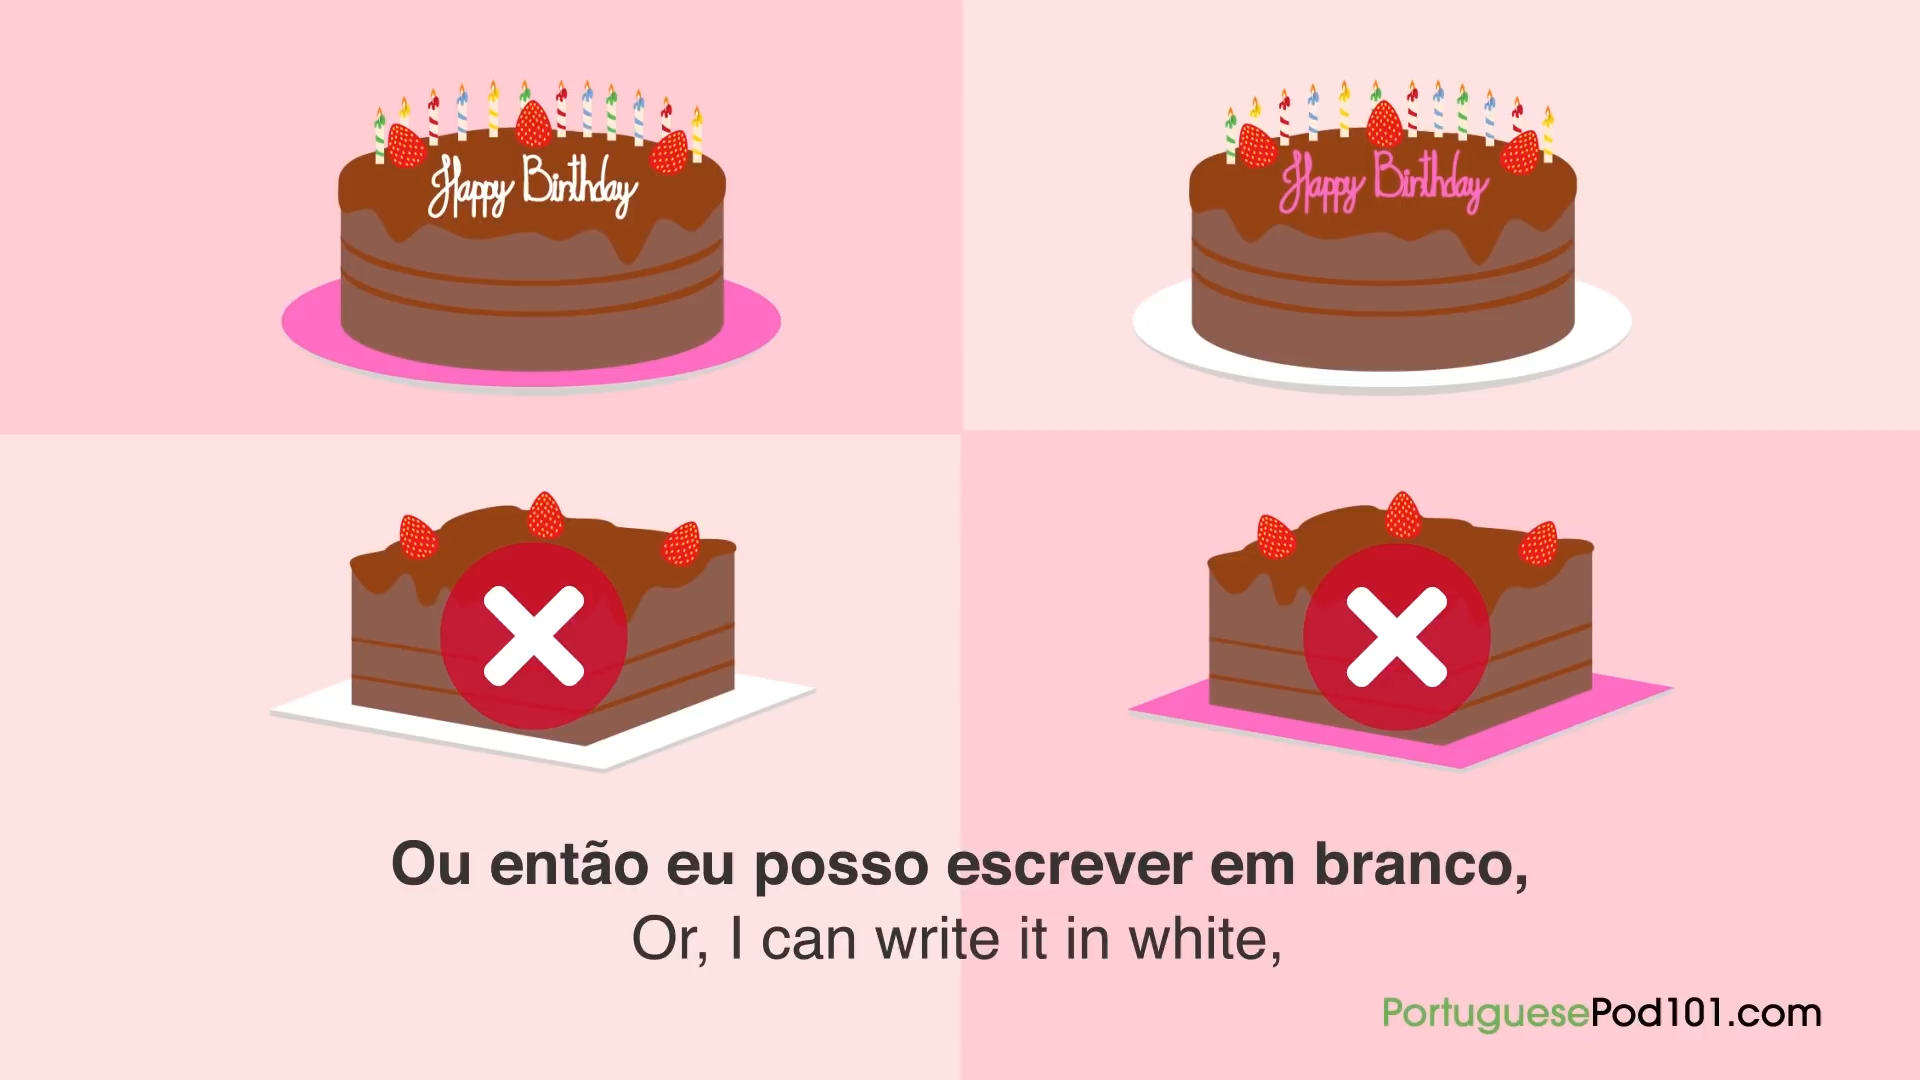 Happy Birthday
Happy Birthday
Ou então eu posso escrever em branco,
Or, I can write it in white,
PortuguesePod101.com